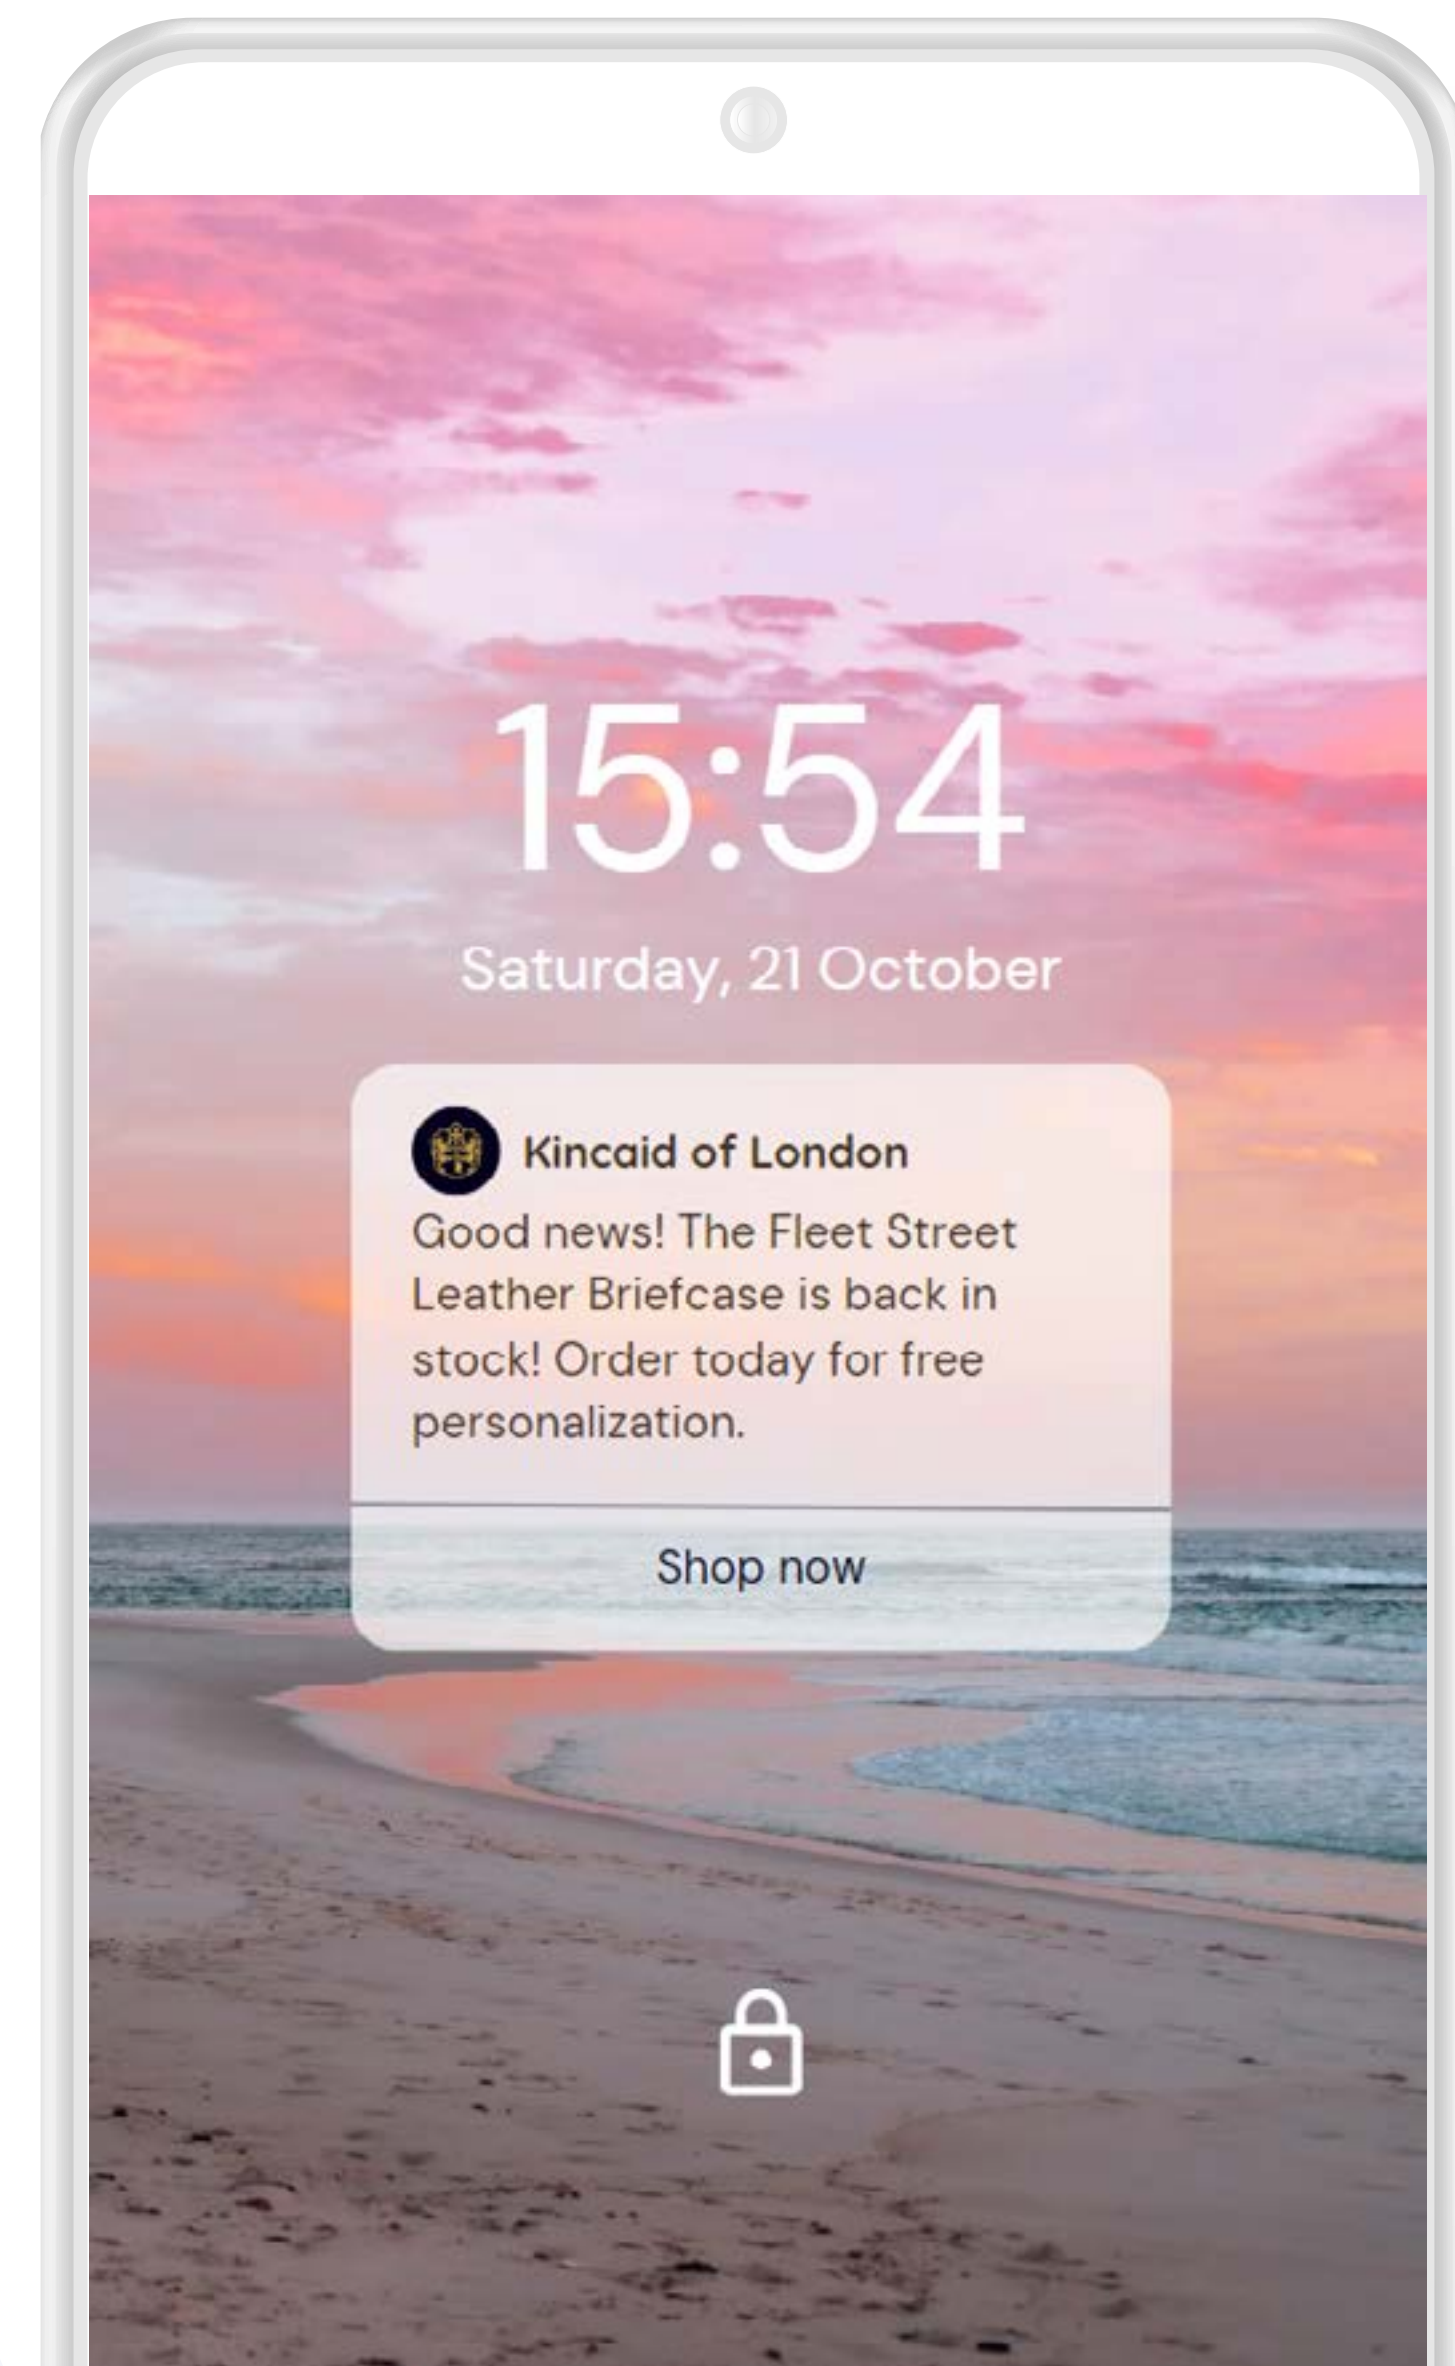 15:54
Saturday, 21 October
Kincaid of London
Good news! The Fleet Street
Leather Briefcase is back in
stock! Order today for free
personalization.
Shop now